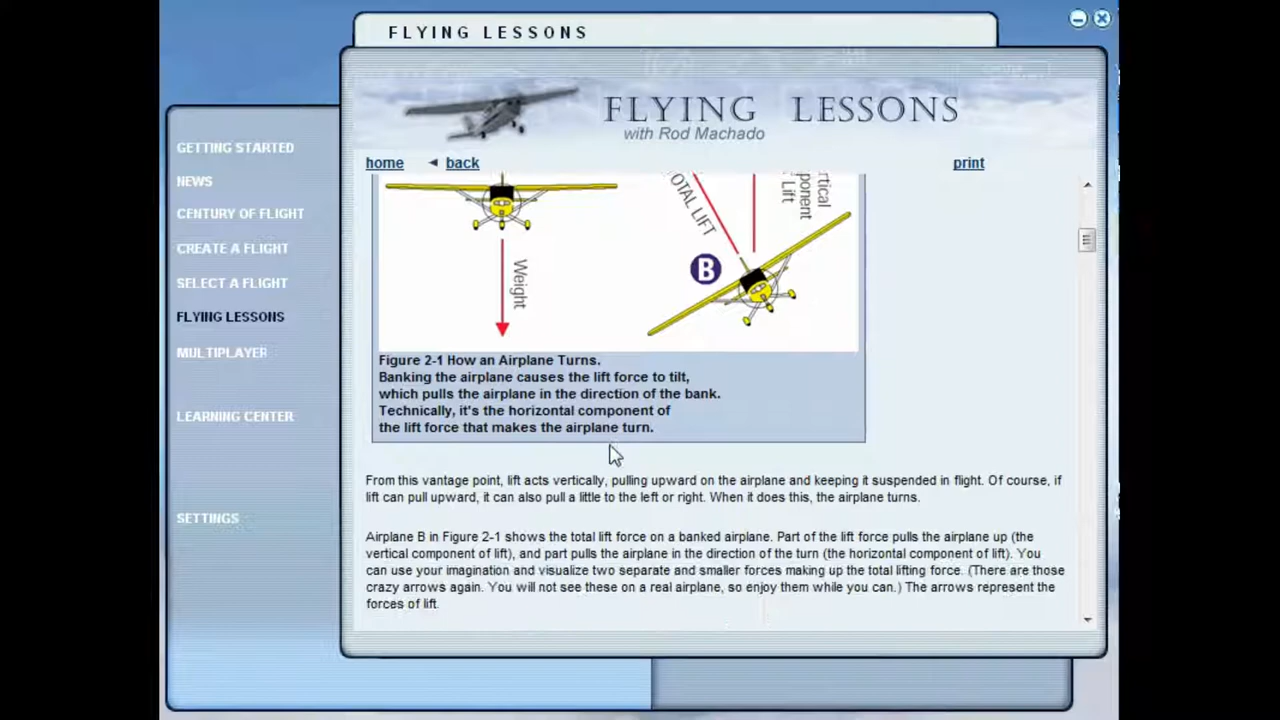 FLYING LESSONS
FLYING LESSONS
with Rod Machado
home
back
print
GETTING STARTED
NEWS
CENTURY OF FLIGHT
CREATE A FLIGHT
SELECT A FLIGHT
FLYING LESSONS
MULTIPLAYER
LEARNING CENTER
SETTINGS
Weight
TOTAL LIFT
Lift
B
Figure 2-1 How an Airplane Turns.
Banking the airplane causes the lift force to tilt,
which pulls the airplane in the direction of the bank.
Technically, it's the horizontal component of
the lift force that makes the airplane turn.
From this vantage point, lift acts vertically, pulling upward on the airplane and keeping it suspended in flight. Of course, if
lift can pull upward, it can also pull a little to the left or right. When it does this, the airplane turns.
Airplane B in Figure 2-1 shows the total lift force on a banked airplane. Part of the lift force pulls the airplane up (the
vertical component of lift), and part pulls the airplane in the direction of the turn (the horizontal component of lift). You
can use your imagination and visualize two separate and smaller forces making up the total lifting force. (There are those
crazy arrows again. You will not see these on a real airplane, so enjoy them while you can.) The arrows represent the
forces of lift.